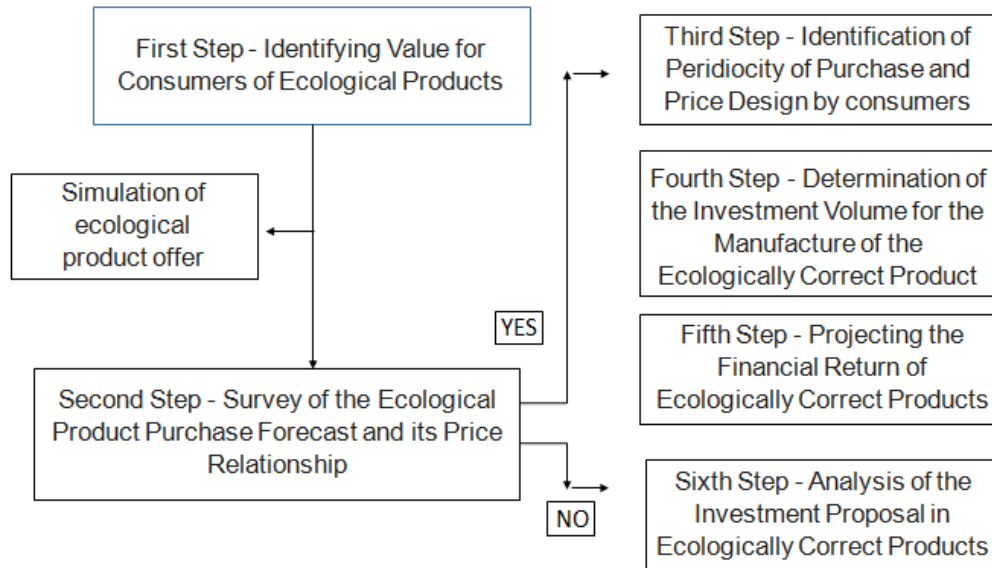 First Step - Identifying Value for
Consumers of Ecological Products
Simulation of
ecological
product offer
Second Step - Survey of the Ecological
Product Purchase Forecast and its Price
Relationship
YES
NO
Third Step - Identification of
Peridiocity of Purchase and
Price Design by consumers
Fourth Step - Determination of
the Investment Volume for the
Manufacture of the
Ecologically Correct Product
Fifth Step - Projecting the
Financial Return of
Ecologically Correct Products
Sixth Step - Analysis of the
Investment Proposal in
Ecologically Correct Products